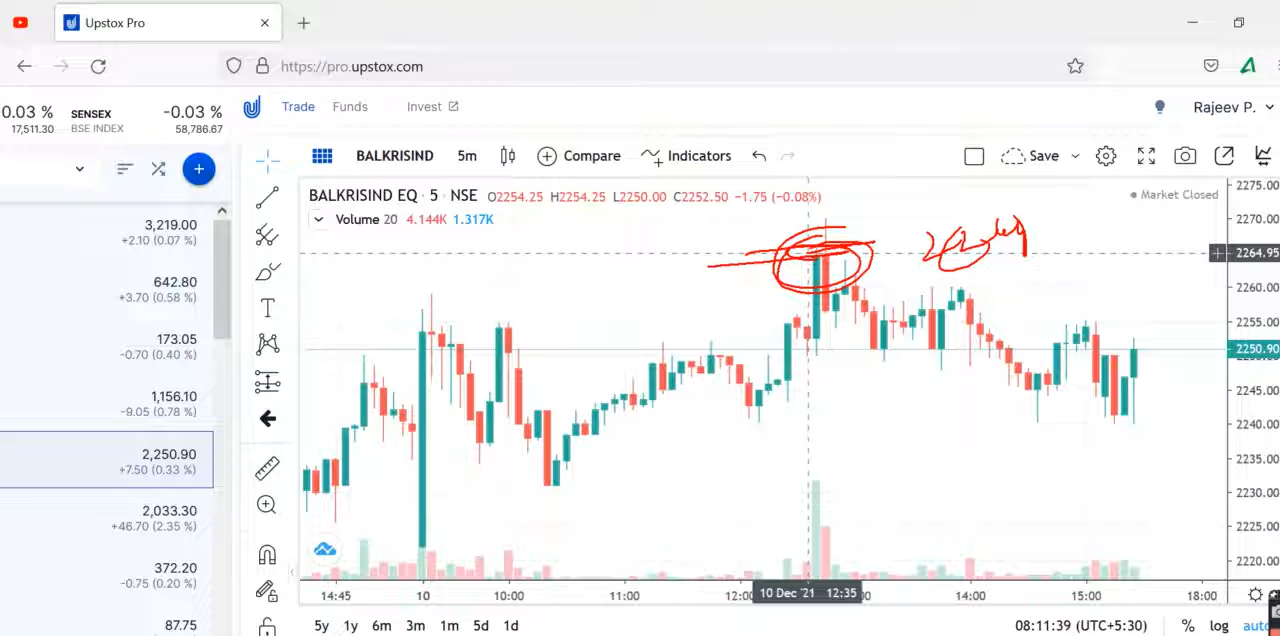 Upstox Pro
https://pro.upstox.com
-0.03 % SENSEX -0.03 %
17,511.30 BSE INDEX 58,786.67
Trade Funds Invest Rajeev P.
BALKRISIND 5m Compare Indicators Save
BALKRISIND EQ · 5 · NSE O2254.25 H2254.25 L2250.00 C2252.50 -1.75 (-0.08%) Market Closed
Volume 20 4.144K 1.317K
3,219.00
+2.10 (0.07 %)
642.80
+3.70 (0.58 %)
173.05
-0.70 (0.40 %)
1,156.10
-9.05 (0.78 %)
2,250.90
+7.50 (0.33 %)
2,033.30
+46.70 (2.35 %)
372.20
-0.75 (0.20 %)
87.75
2275.00
2270.00
2264.95
2260.00
2255.00
2250.90
2245.00
2240.00
2235.00
2230.00
2225.00
2220.00
14:45 10 10:00 11:00 12:00 10 Dec '21 12:35 14:00 15:00 18:00
5y 1y 6m 3m 1m 5d 1d 08:11:39 (UTC+5:30) % log auto